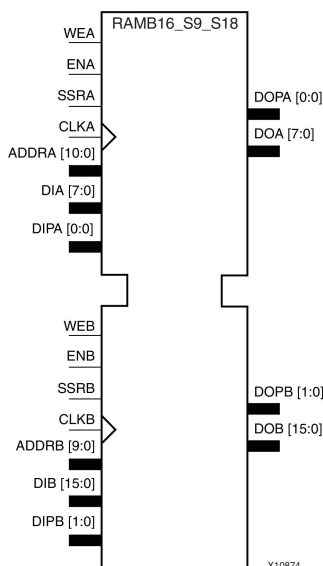 RAMB16_S9_S18
WEA
ENA
SSRA
CLKA
ADDRA [10:0]
DIA [7:0]
DIPA [0:0]
DOPA [0:0]
DOA [7:0]
WEB
ENB
SSRB
CLKB
ADDRB [9:0]
DIB [15:0]
DIPB [1:0]
DOPB [1:0]
DOB [15:0]
X10874